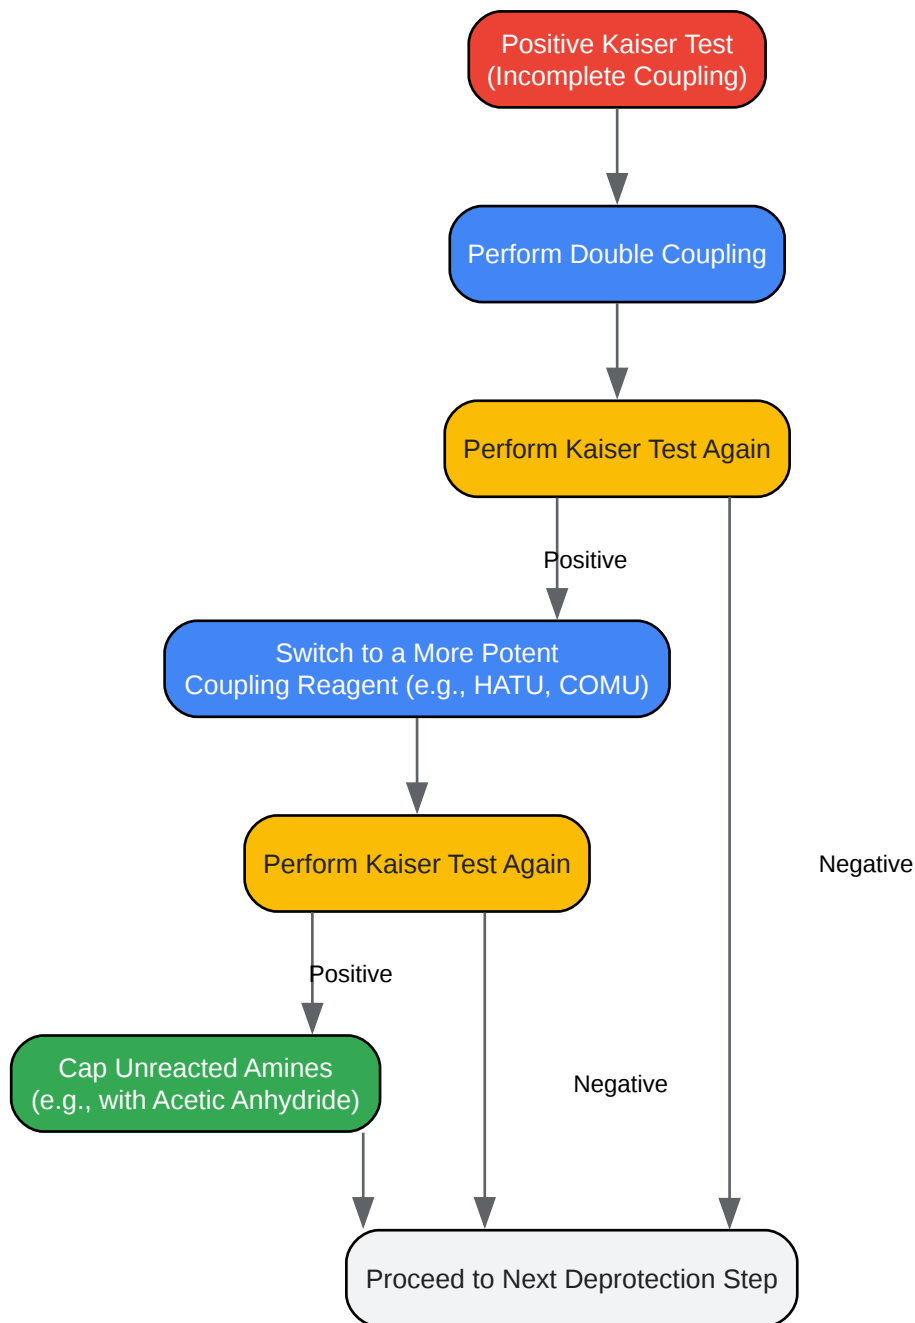 Positive Kaiser Test
(Incomplete Coupling)
Perform Double Coupling
Perform Kaiser Test Again
Positive
Switch to a More Potent
Coupling Reagent (e.g., HATU, COMU)
Perform Kaiser Test Again
Negative
Positive
Cap Unreacted Amines
(e.g., with Acetic Anhydride)
Negative
Proceed to Next Deprotection Step